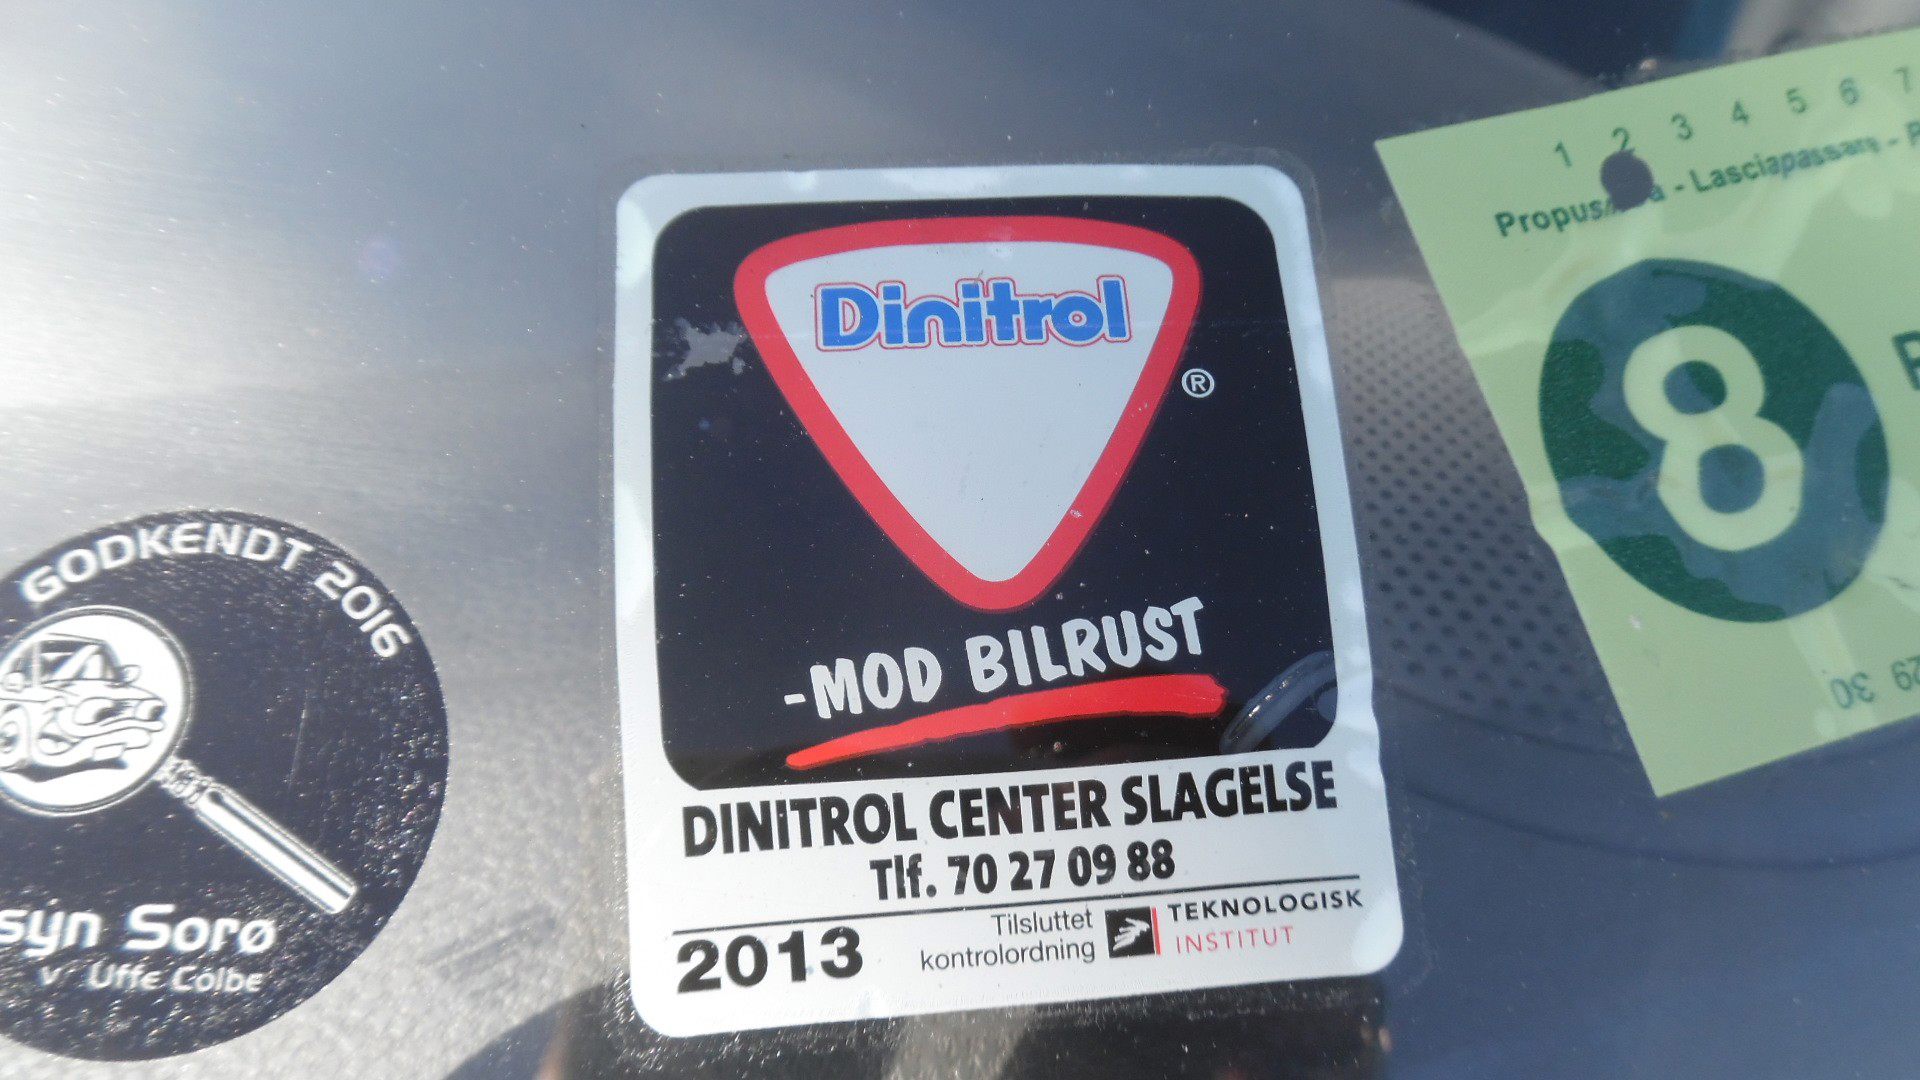 Dinitrol
®
-MOD BILRUST
DINITROL CENTER SLAGELSE
Tlf. 70 27 09 88
2013
Tilsluttet
kontrolordning
TEKNOLOGISK
INSTITUT
GODKENDT 2016
syn Sorø
v. Uffe Cölbe
1 2 3 4 5 6 7
- Lasciapassare -
8
29 30